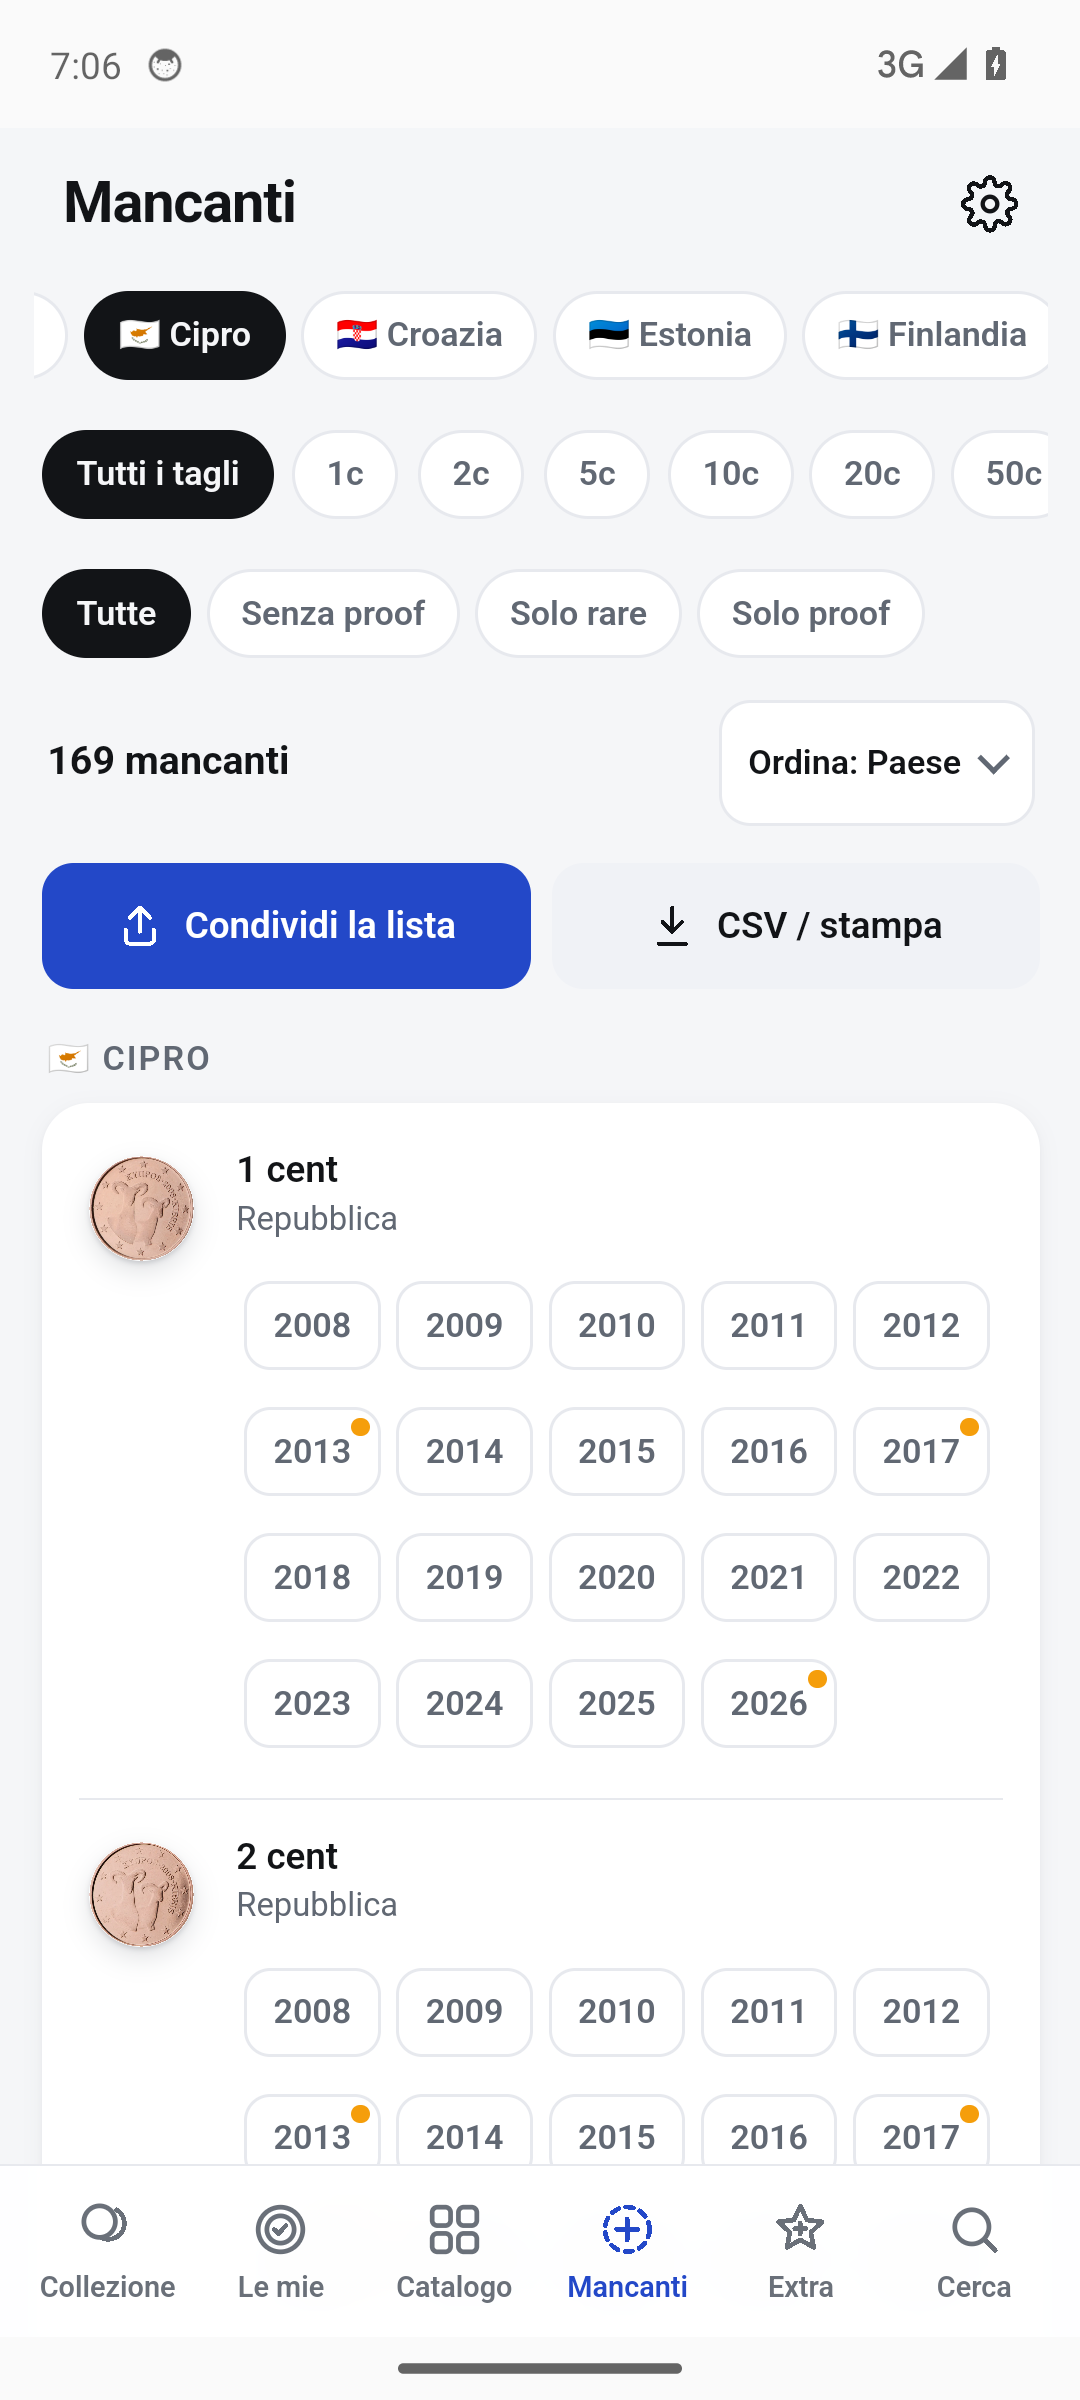 7:06
3G
Mancanti
Cipro
Croazia
Estonia
Finlandia
Tutti i tagli
1c
2c
5c
10c
20c
50c
Tutte
Senza proof
Solo rare
Solo proof
169 mancanti
Ordina: Paese
Condividi la lista
CSV / stampa
CIPRO
1 cent
Repubblica
2008 2009 2010 2011 2012
2013 2014 2015 2016 2017
2018 2019 2020 2021 2022
2023 2024 2025 2026
2 cent
Repubblica
2008 2009 2010 2011 2012
2013 2014 2015 2016 2017
Collezione
Le mie
Catalogo
Mancanti
Extra
Cerca